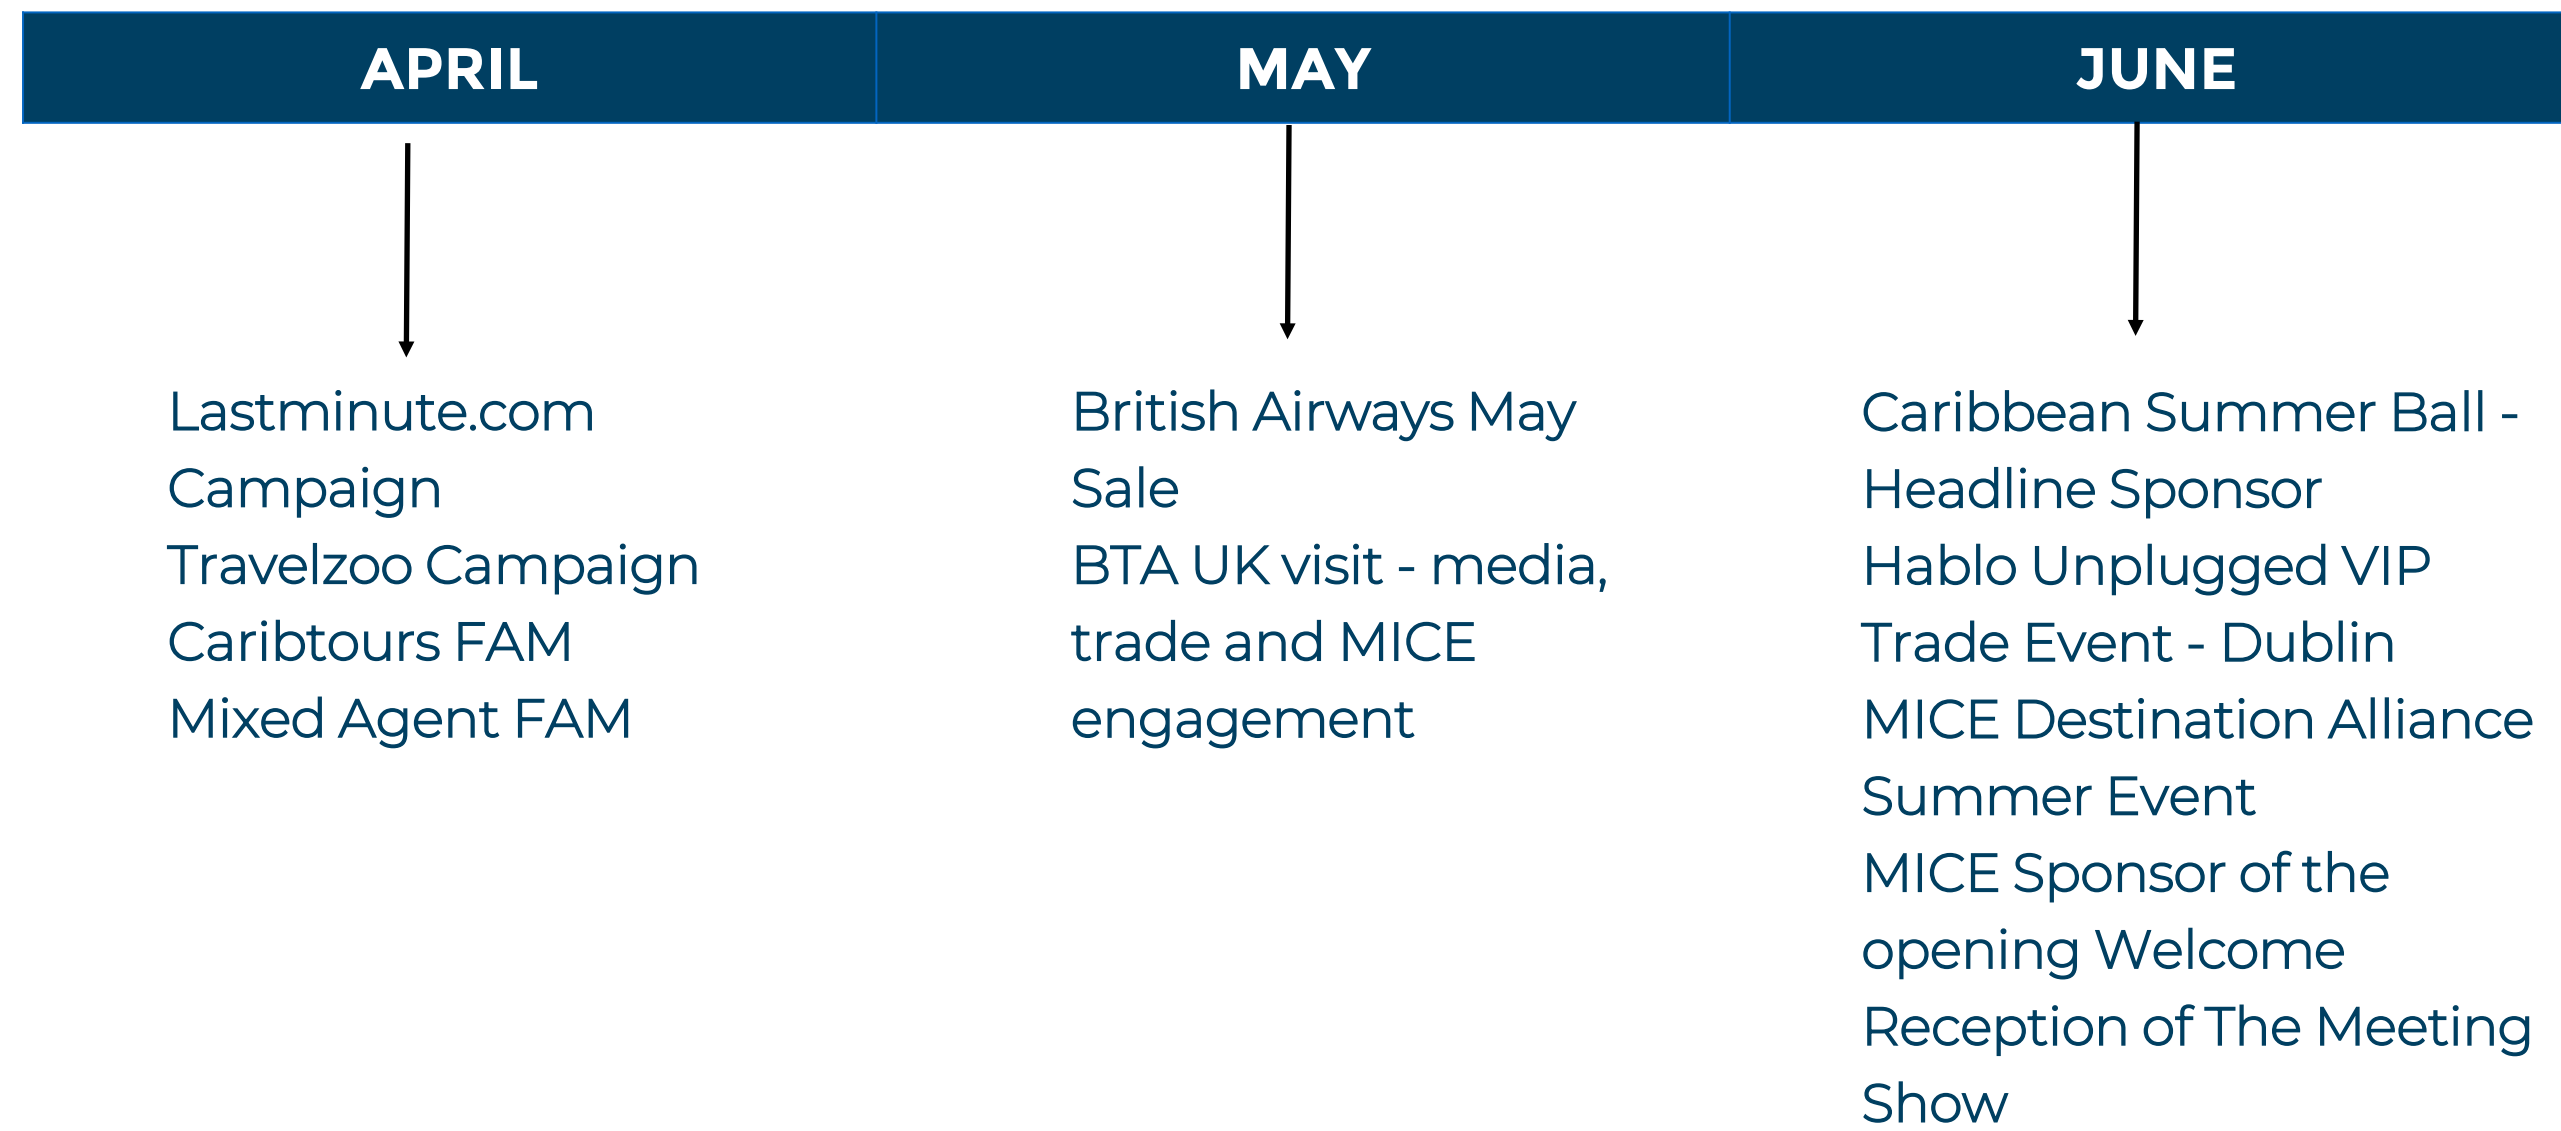 APRIL
MAY
JUNE
Lastminute.com
Campaign
Travelzoo Campaign
Caribtours FAM
Mixed Agent FAM
British Airways May
Sale
BTA UK visit - media,
trade and MICE
engagement
Caribbean Summer Ball -
Headline Sponsor
Hablo Unplugged VIP
Trade Event - Dublin
MICE Destination Alliance
Summer Event
MICE Sponsor of the
opening Welcome
Reception of The Meeting
Show